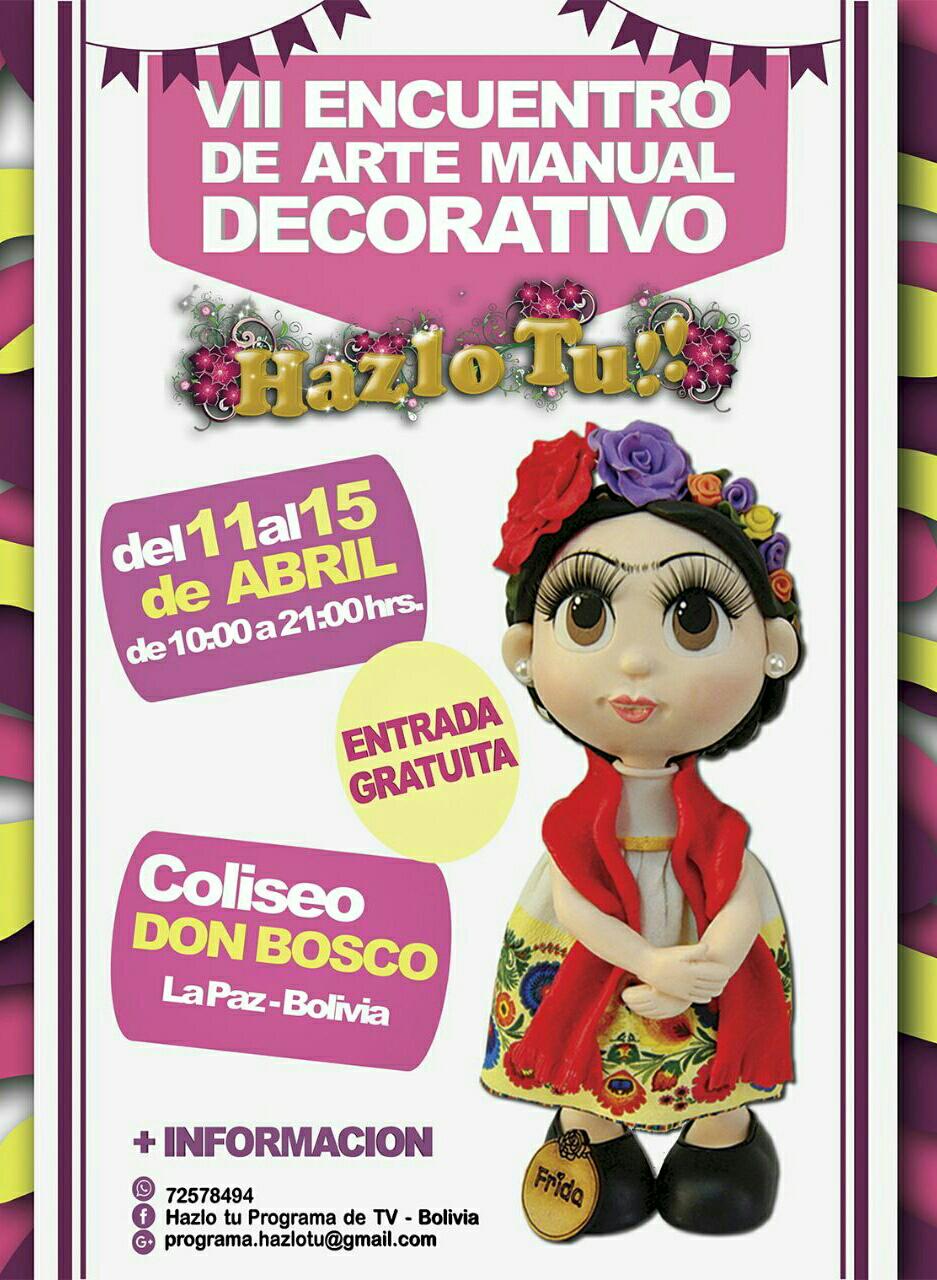 VII ENCUENTRO
DE ARTE MANUAL
DECORATIVO
Hazlo Tu!!
del 11 al 15
de ABRIL
de 10:00 a 21:00 hrs.
ENTRADA
GRATUITA
Coliseo
DON BOSCO
La Paz - Bolivia
+ INFORMACION
72578494
Hazlo tu Programa de TV - Bolivia
programa.hazlotu@gmail.com
Frida